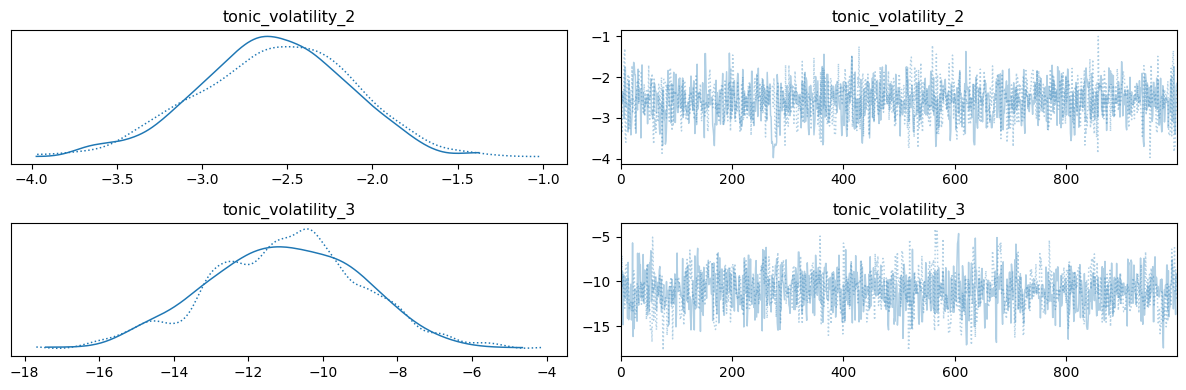 tonic_volatility_2
−4.0 −3.5 −3.0 −2.5 −2.0 −1.5 −1.0
tonic_volatility_2
−1
−2
−3
−4
0 200 400 600 800
tonic_volatility_3
−18 −16 −14 −12 −10 −8 −6 −4
tonic_volatility_3
−5
−10
−15
0 200 400 600 800